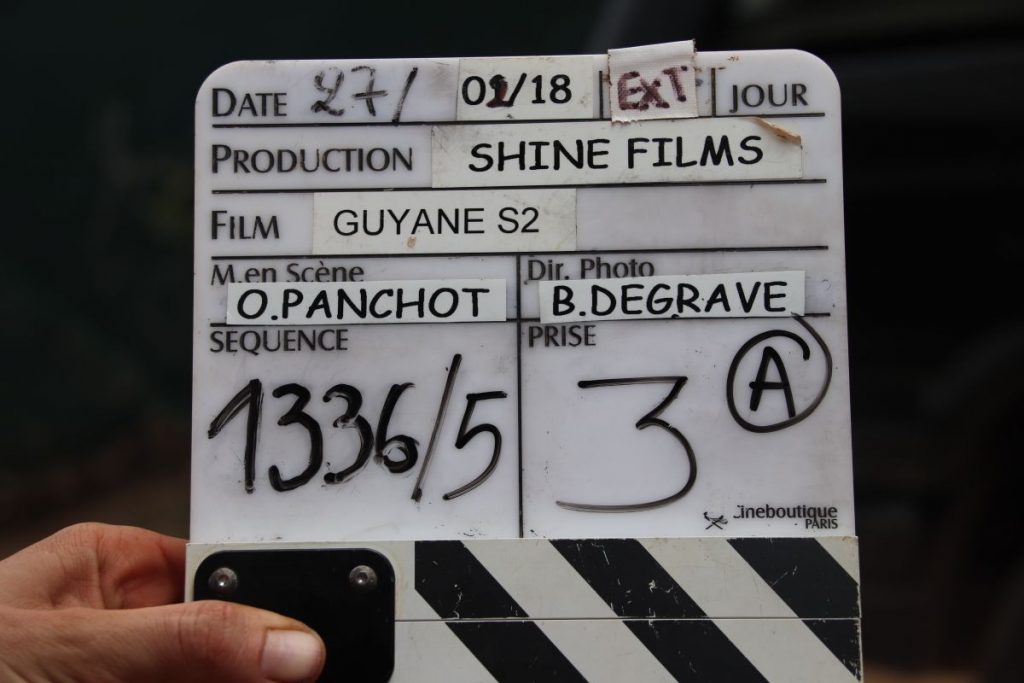 DATE 27/ 02/18 EXT JOUR
PRODUCTION SHINE FILMS
FILM GUYANE S2
M.en Scène Dir. Photo
O.PANCHOT B.DEGRAVE
SEQUENCE PRISE
1336/5 3 A
Cineboutique
PARIS